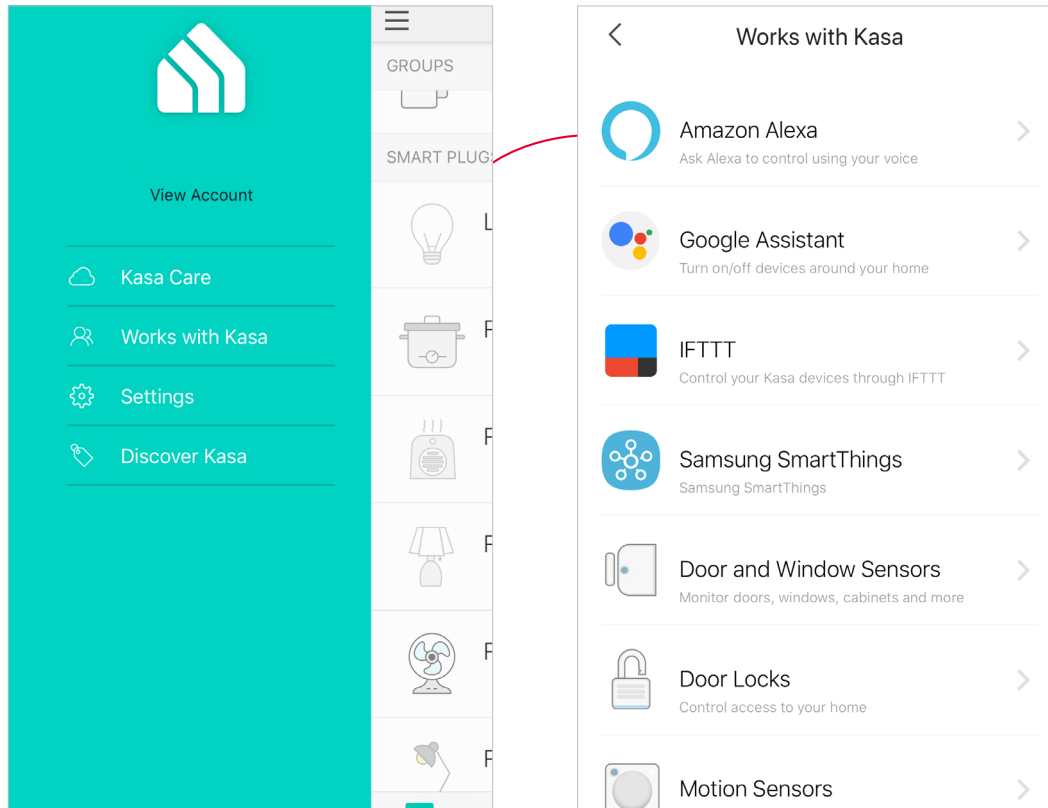 View Account
Kasa Care
Works with Kasa
Settings
Discover Kasa
GROUPS
SMART PLUGS
L
F
F
F
F
F
Works with Kasa
Amazon Alexa
Ask Alexa to control using your voice
Google Assistant
Turn on/off devices around your home
IFTTT
Control your Kasa devices through IFTTT
Samsung SmartThings
Samsung SmartThings
Door and Window Sensors
Monitor doors, windows, cabinets and more
Door Locks
Control access to your home
Motion Sensors